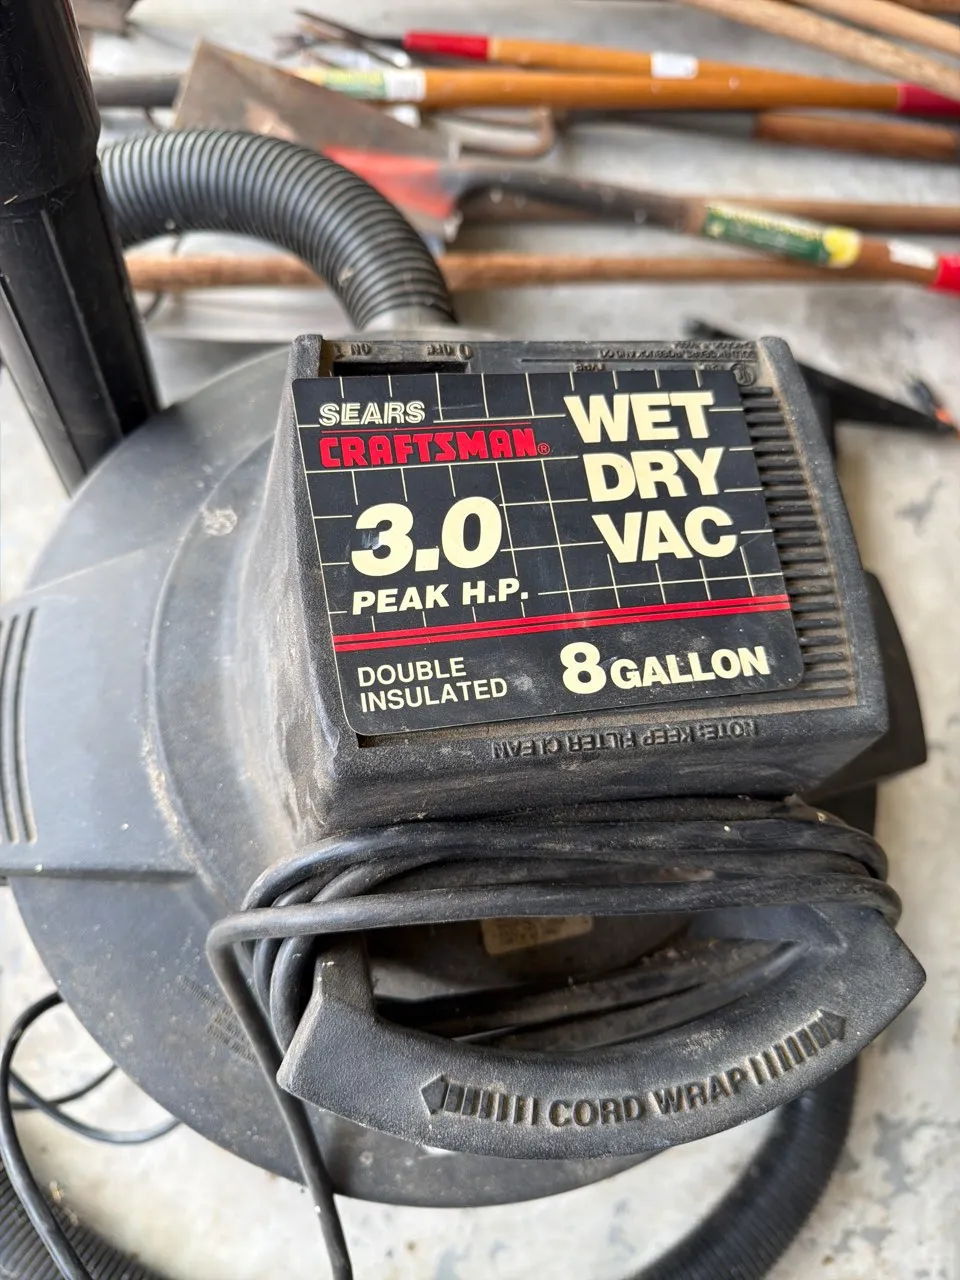 ON OFF
SEARS
CRAFTSMAN®
WET
DRY
VAC
3.0
PEAK H.P.
DOUBLE
INSULATED
8 GALLON
NOTE: KEEP FILTER CLEAN
CORD WRAP